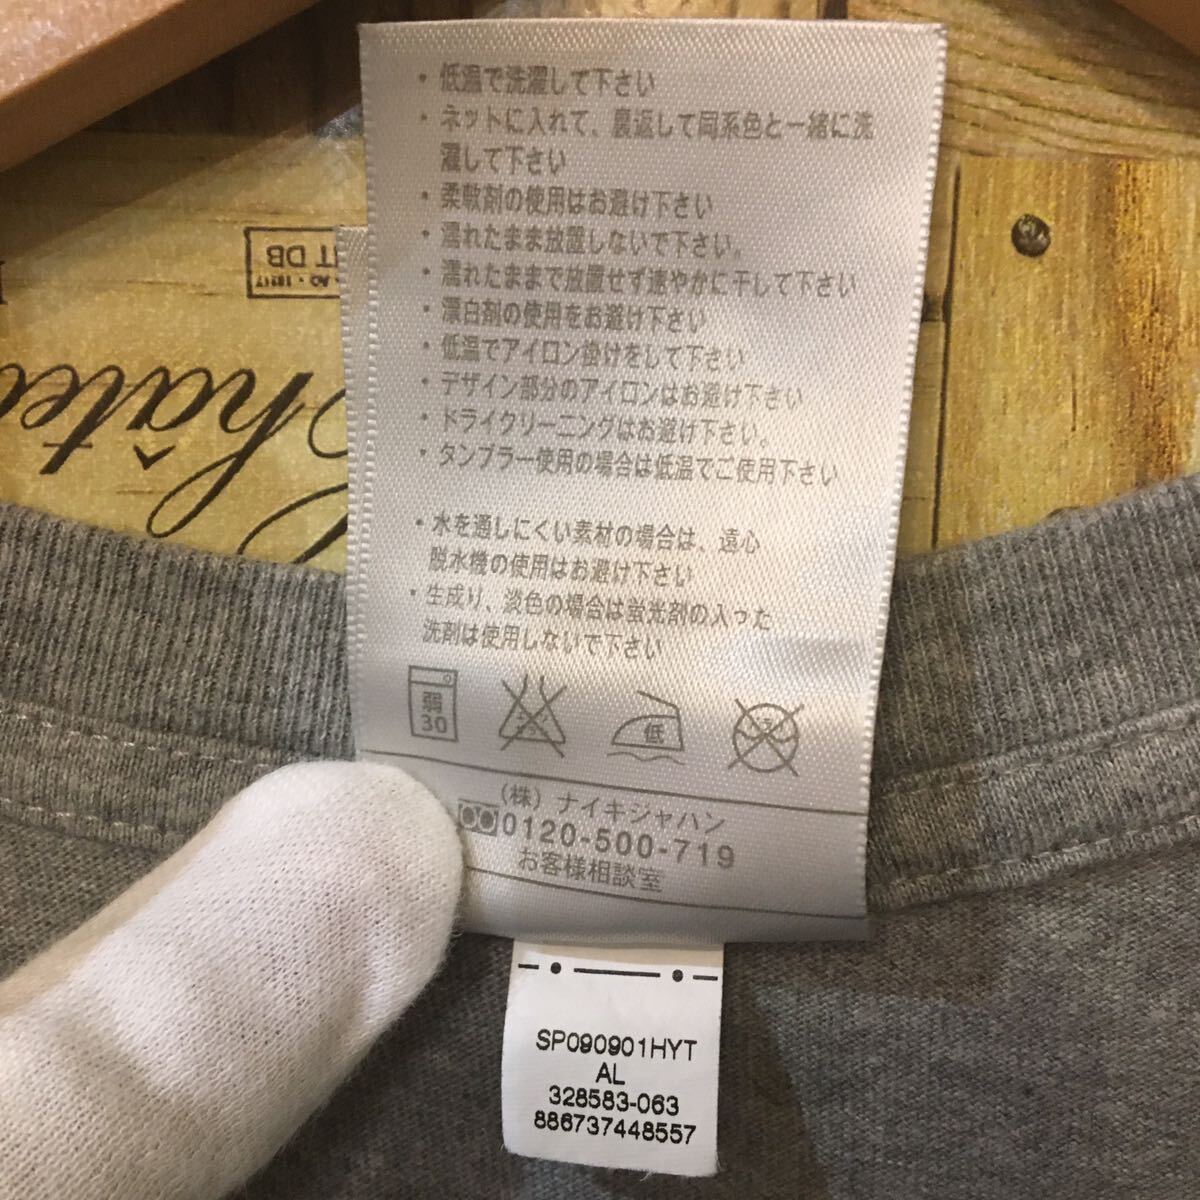 ・低温で洗濯して下さい
・ネットに入れて、裏返して同系色と一緒に洗
濯して下さい
・柔軟剤の使用はお避け下さい
・濡れたまま放置しないで下さい。
・濡れたままで放置せず速やかに干して下さい
・漂白剤の使用をお避け下さい
・低温でアイロン掛けをして下さい
・デザイン部分のアイロンはお避け下さい
・ドライクリーニングはお避け下さい。
・タンブラー使用の場合は低温でご使用下さい
・水を通しにくい素材の場合は、遠心
脱水機の使用はお避け下さい
・生成り、淡色の場合は蛍光剤の入った
洗剤は使用しないで下さい
弱
30
低
(株) ナイキジャパン
0120-500-719
お客様相談室
SP090901HYT
AL
328583-063
886737448557